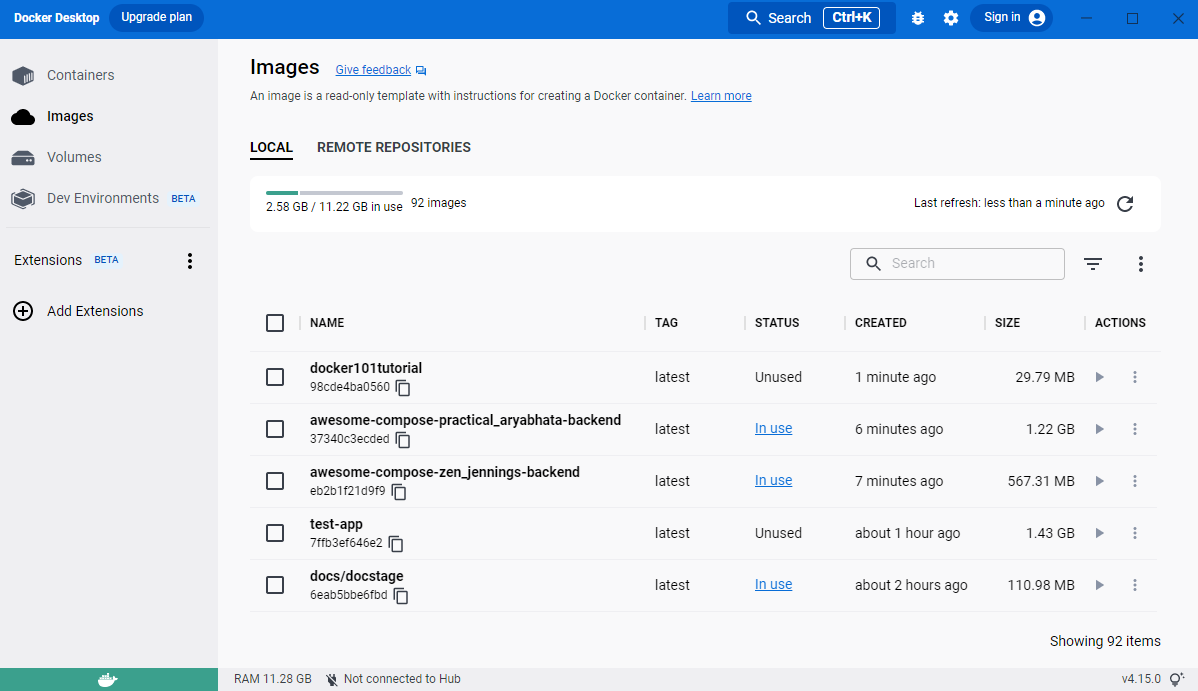 Docker Desktop Upgrade plan Search Ctrl+K Sign in
Containers
Images
Volumes
Dev Environments BETA
Extensions BETA
Add Extensions
Images Give feedback
An image is a read-only template with instructions for creating a Docker container. Learn more
LOCAL REMOTE REPOSITORIES
2.58 GB / 11.22 GB in use 92 images Last refresh: less than a minute ago
Search
NAME TAG STATUS CREATED SIZE ACTIONS
docker101tutorial
98cde4ba0560 latest Unused 1 minute ago 29.79 MB
awesome-compose-practical_aryabhata-backend
37340c3ecded latest In use 6 minutes ago 1.22 GB
awesome-compose-zen_jennings-backend
eb2b1f21d9f9 latest In use 7 minutes ago 567.31 MB
test-app
7ffb3ef646e2 latest Unused about 1 hour ago 1.43 GB
docs/docstage
6eab5bbe6fbd latest In use about 2 hours ago 110.98 MB
Showing 92 items
RAM 11.28 GB Not connected to Hub v4.15.0